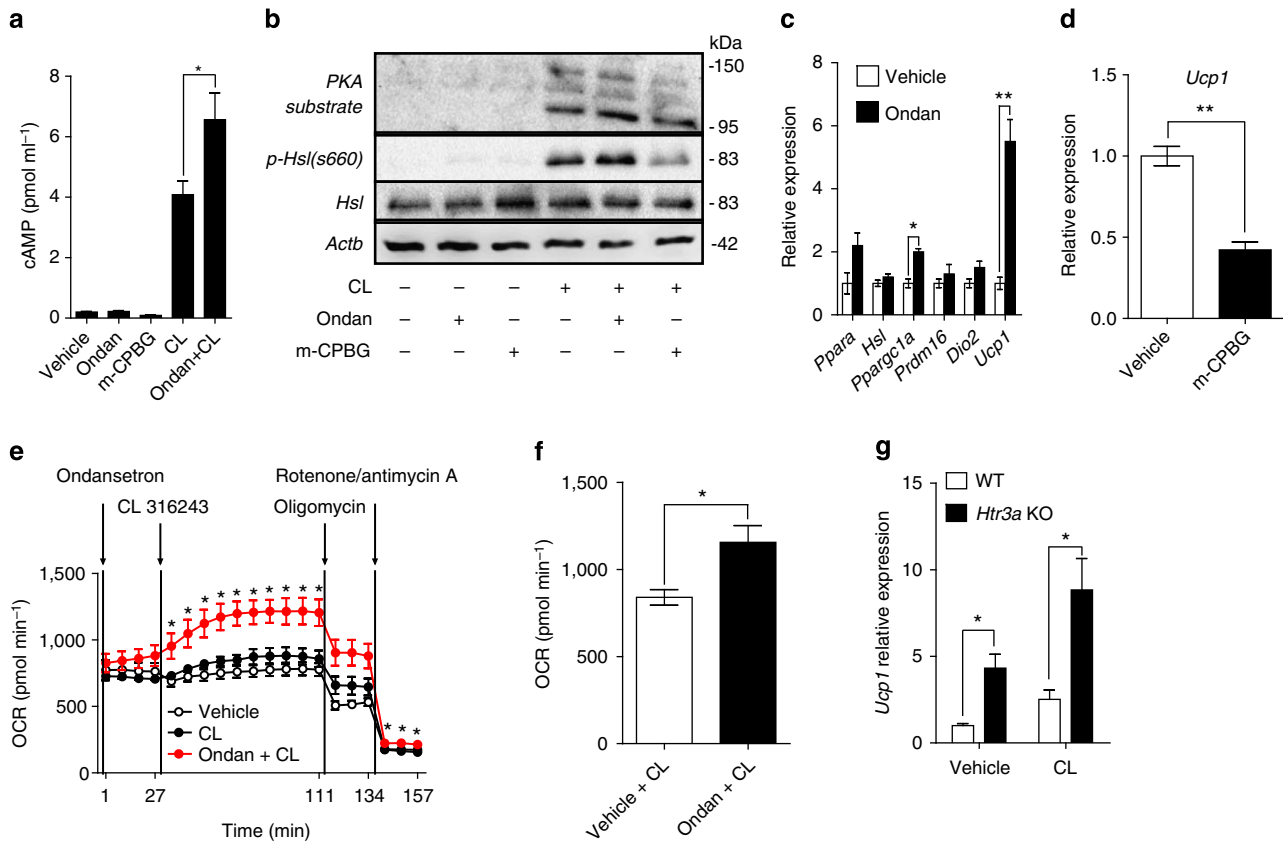 a
cAMP (pmol ml⁻¹)
8
6
4
2
0
*
Vehicle
Ondan
m-CPBG
CL
Ondan+CL
b
kDa
PKA
substrate
-150
-95
p-Hsl(s660)
- 83
Hsl
- 83
Actb
-42
CL – – – + + +
Ondan – + – – + –
m-CPBG – – + – – +
c
Relative expression
8
6
4
2
0
Vehicle
Ondan
*
**
Ppara
Hsl
Ppargc1a
Prdm16
Dio2
Ucp1
d
Ucp1
Relative expression
1.5
1.0
0.5
0.0
**
Vehicle
m-CPBG
e
Ondansetron
Rotenone/antimycin A
CL 316243
Oligomycin
OCR (pmol min⁻¹)
1,500
1,000
500
0
* * * * * * * * * *
* * *
Vehicle
CL
Ondan + CL
1 27 111 134 157
Time (min)
f
OCR (pmol min⁻¹)
1,500
1,000
500
0
*
Vehicle + CL
Ondan + CL
g
Ucp1 relative expression
15
10
5
0
WT
Htr3a KO
*
*
Vehicle CL